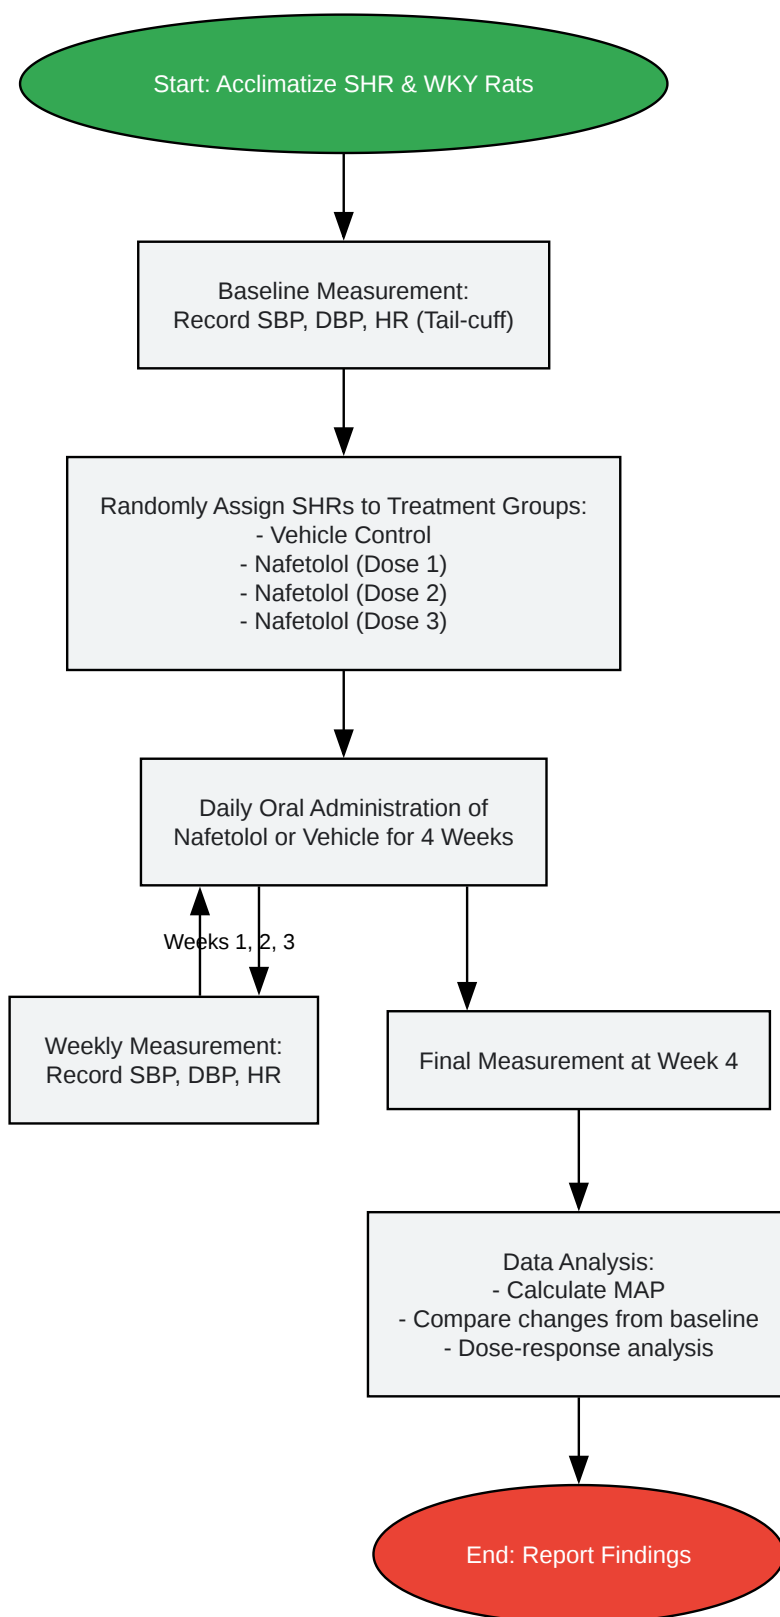 Start: Acclimatize SHR & WKY Rats
Baseline Measurement:
Record SBP, DBP, HR (Tail-cuff)
Randomly Assign SHRs to Treatment Groups:
- Vehicle Control
- Nafetolol (Dose 1)
- Nafetolol (Dose 2)
- Nafetolol (Dose 3)
Daily Oral Administration of
Nafetolol or Vehicle for 4 Weeks
Weeks 1, 2, 3
Weekly Measurement:
Record SBP, DBP, HR
Final Measurement at Week 4
Data Analysis:
- Calculate MAP
- Compare changes from baseline
- Dose-response analysis
End: Report Findings